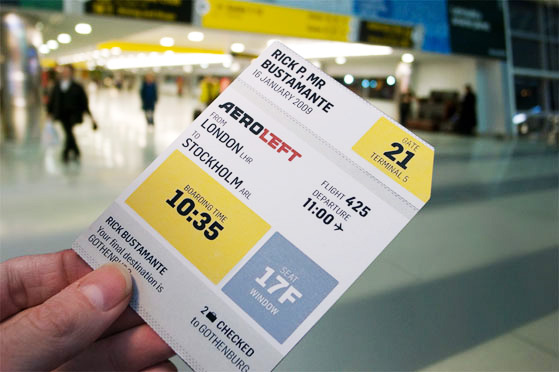 RICK P. MR
BUSTAMANTE
16 JANUARY 2009
GATE
21
TERMINAL 5
AEROLEFT
FROM
LONDON LHR
TO
STOCKHOLM ARL
FLIGHT 425
DEPARTURE
11:00
BOARDING TIME
10:35
SEAT
17F
WINDOW
RICK BUSTAMANTE
Your final destination is
GOTHENBURG
2 CHECKED
to GOTHENBURG